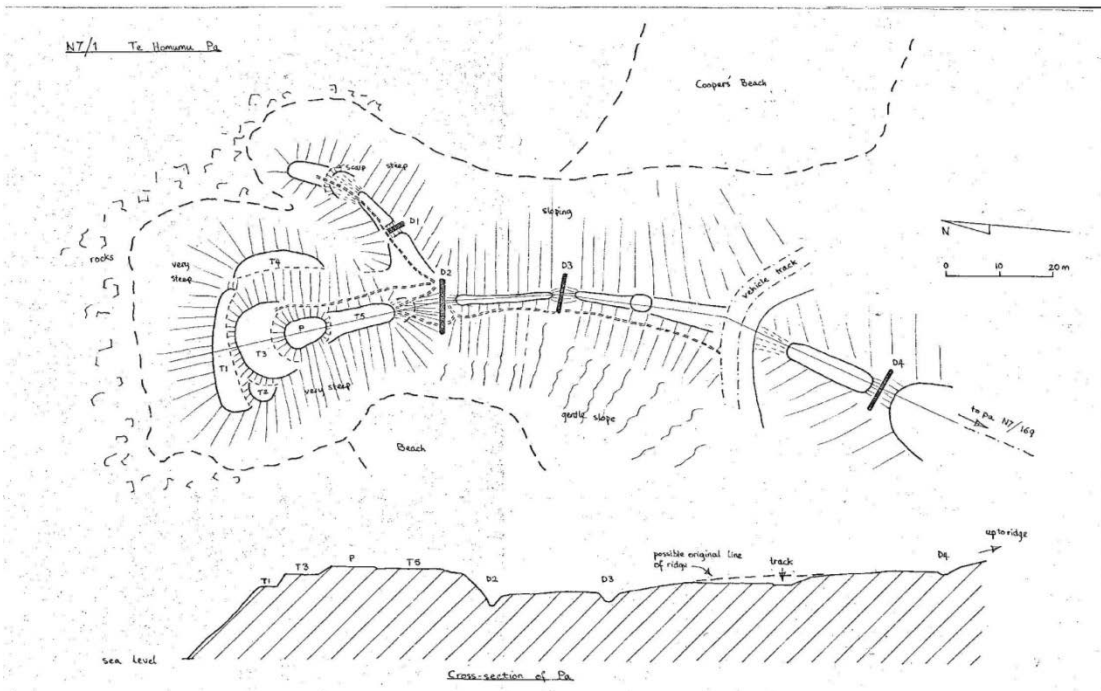 N7/1 Te Homumu Pa
Coopers' Beach
scarp
steep
D1
sloping
N
0 10 20 m
rocks
very
steep
T4
D2
D3
vehicle track
P
T5
T3
T1
T2
very steep
D4
gentle slope
Beach
to pa N7/169
up to ridge
possible original line
of ridge
track
T1
T3
P
T5
D2
D3
D4
sea level
Cross-section of Pa